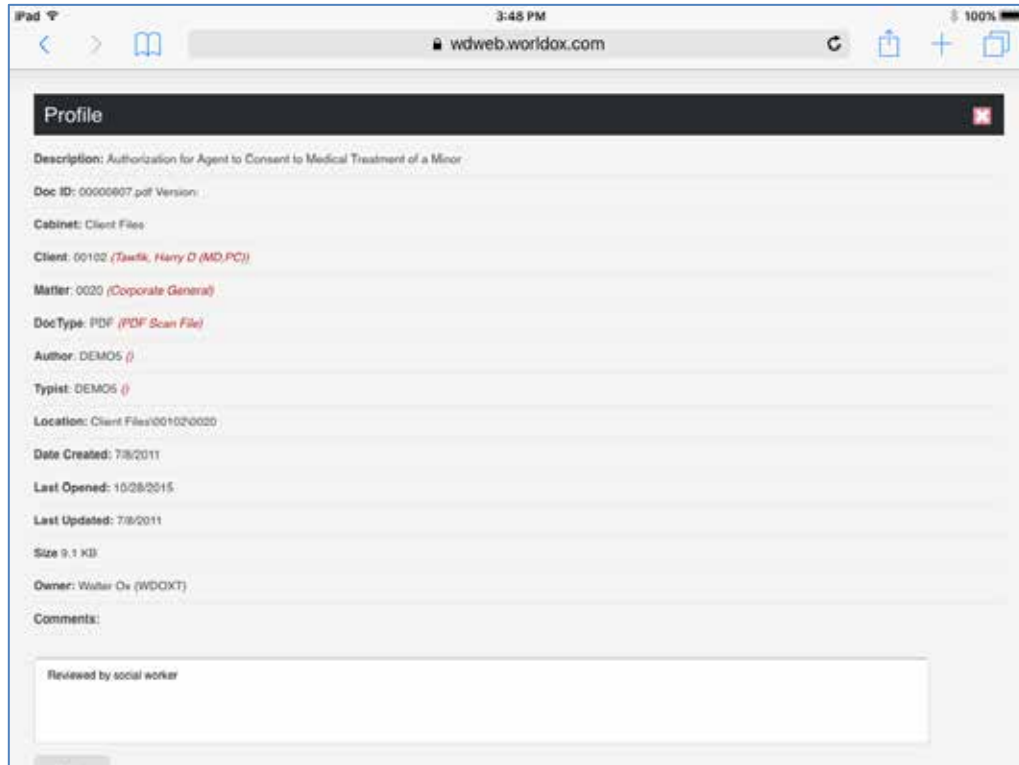 iPad
3:48 PM
100%
wdweb.worldox.com
Profile
Description: Authorization for Agent to Consent to Medical Treatment of a Minor
Doc ID: 00000807.pdf Version:
Cabinet: Client Files
Client: 00102 (Tawfik, Harry D (MD,PC))
Matter: 0020 (Corporate General)
DocType: PDF (PDF Scan File)
Author: DEMO5 ()
Typist: DEMO5 ()
Location: Client Files\00102\0020
Date Created: 7/8/2011
Last Opened: 10/28/2015
Last Updated: 7/8/2011
Size 9.1 KB
Owner: Walter Ox (WDOXT)
Comments:
Reviewed by social worker